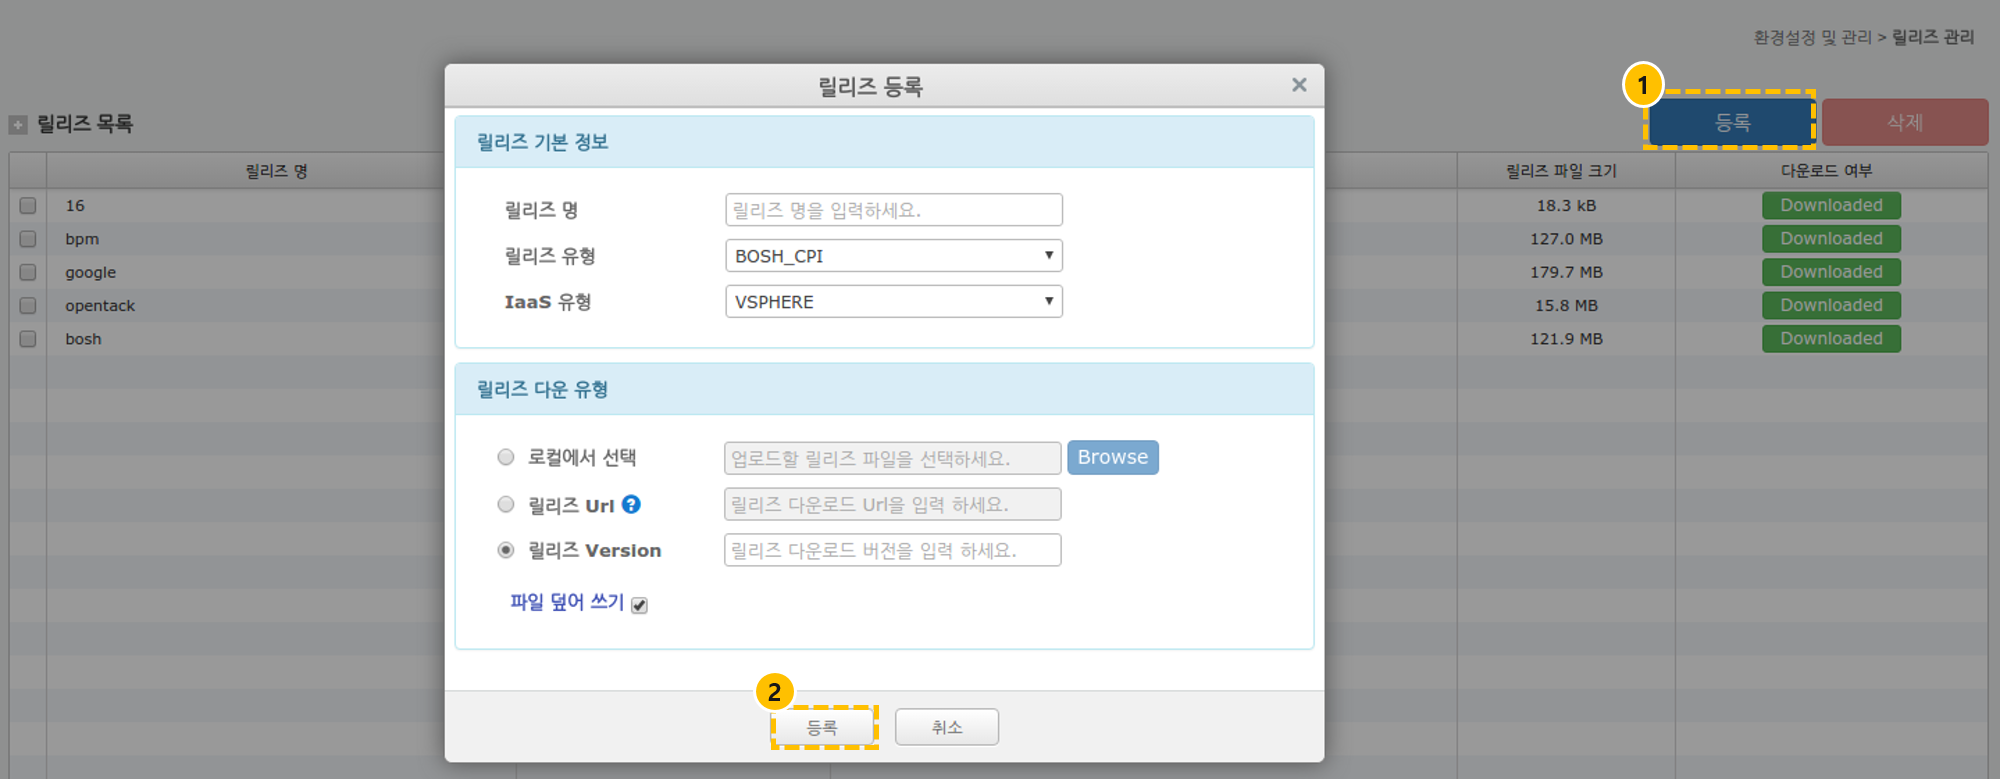 환경설정 및 관리 > 릴리즈 관리
릴리즈 등록 ×
1
릴리즈 목록
등록 삭제
릴리즈 명 릴리즈 파일 크기 다운로드 여부
16 18.3 kB Downloaded
bpm 127.0 MB Downloaded
google 179.7 MB Downloaded
opentack 15.8 MB Downloaded
bosh 121.9 MB Downloaded
릴리즈 기본 정보
릴리즈 명 릴리즈 명을 입력하세요.
릴리즈 유형 BOSH_CPI
IaaS 유형 VSPHERE
릴리즈 다운 유형
로컬에서 선택 업로드할 릴리즈 파일을 선택하세요. Browse
릴리즈 Url ? 릴리즈 다운로드 Url을 입력 하세요.
릴리즈 Version 릴리즈 다운로드 버전을 입력 하세요.
파일 덮어 쓰기
2
등록 취소